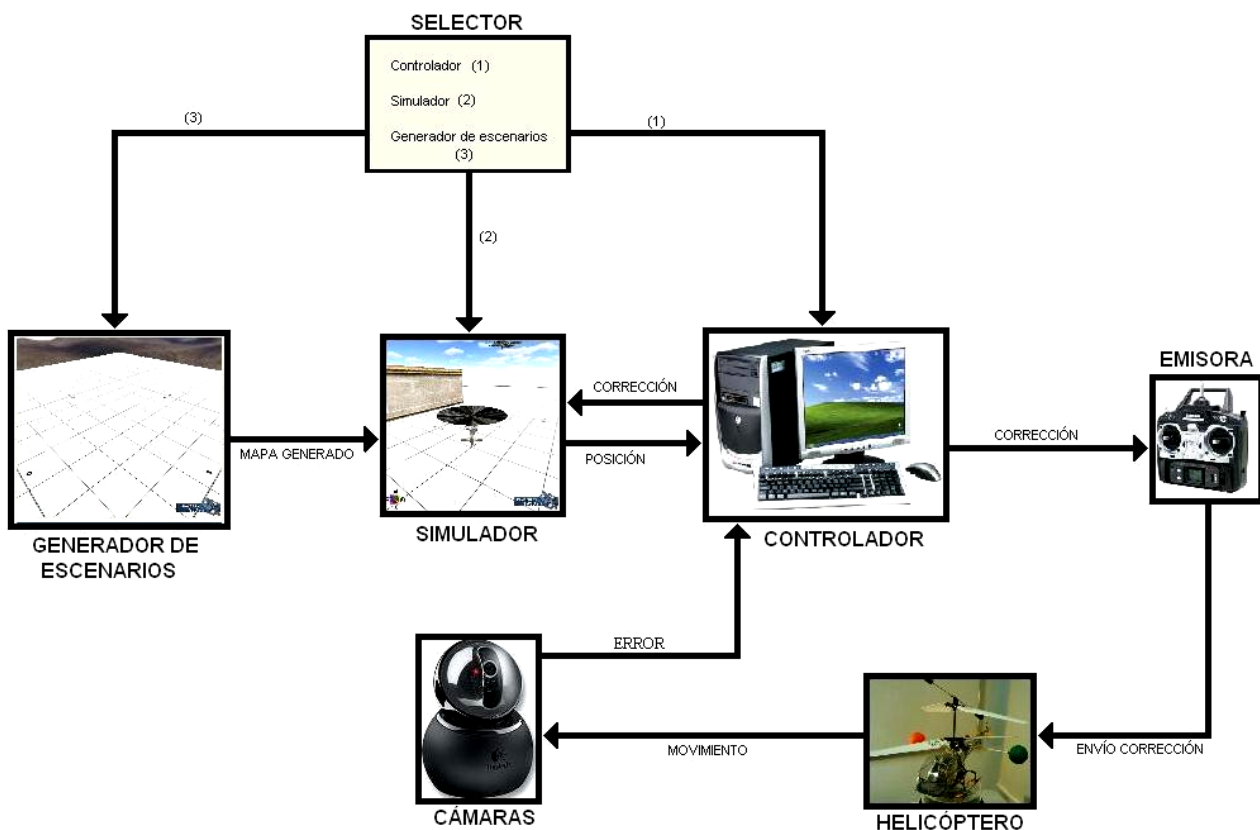 SELECTOR
Controlador (1)
Simulador (2)
Generador de escenarios
(3)
(3)
(1)
(2)
EMISORA
CORRECCIÓN
CORRECCIÓN
MAPA GENERADO
POSICIÓN
SIMULADOR
CONTROLADOR
GENERADOR DE
ESCENARIOS
ERROR
MOVIMIENTO
ENVÍO CORRECCIÓN
CÁMARAS
HELICÓPTERO